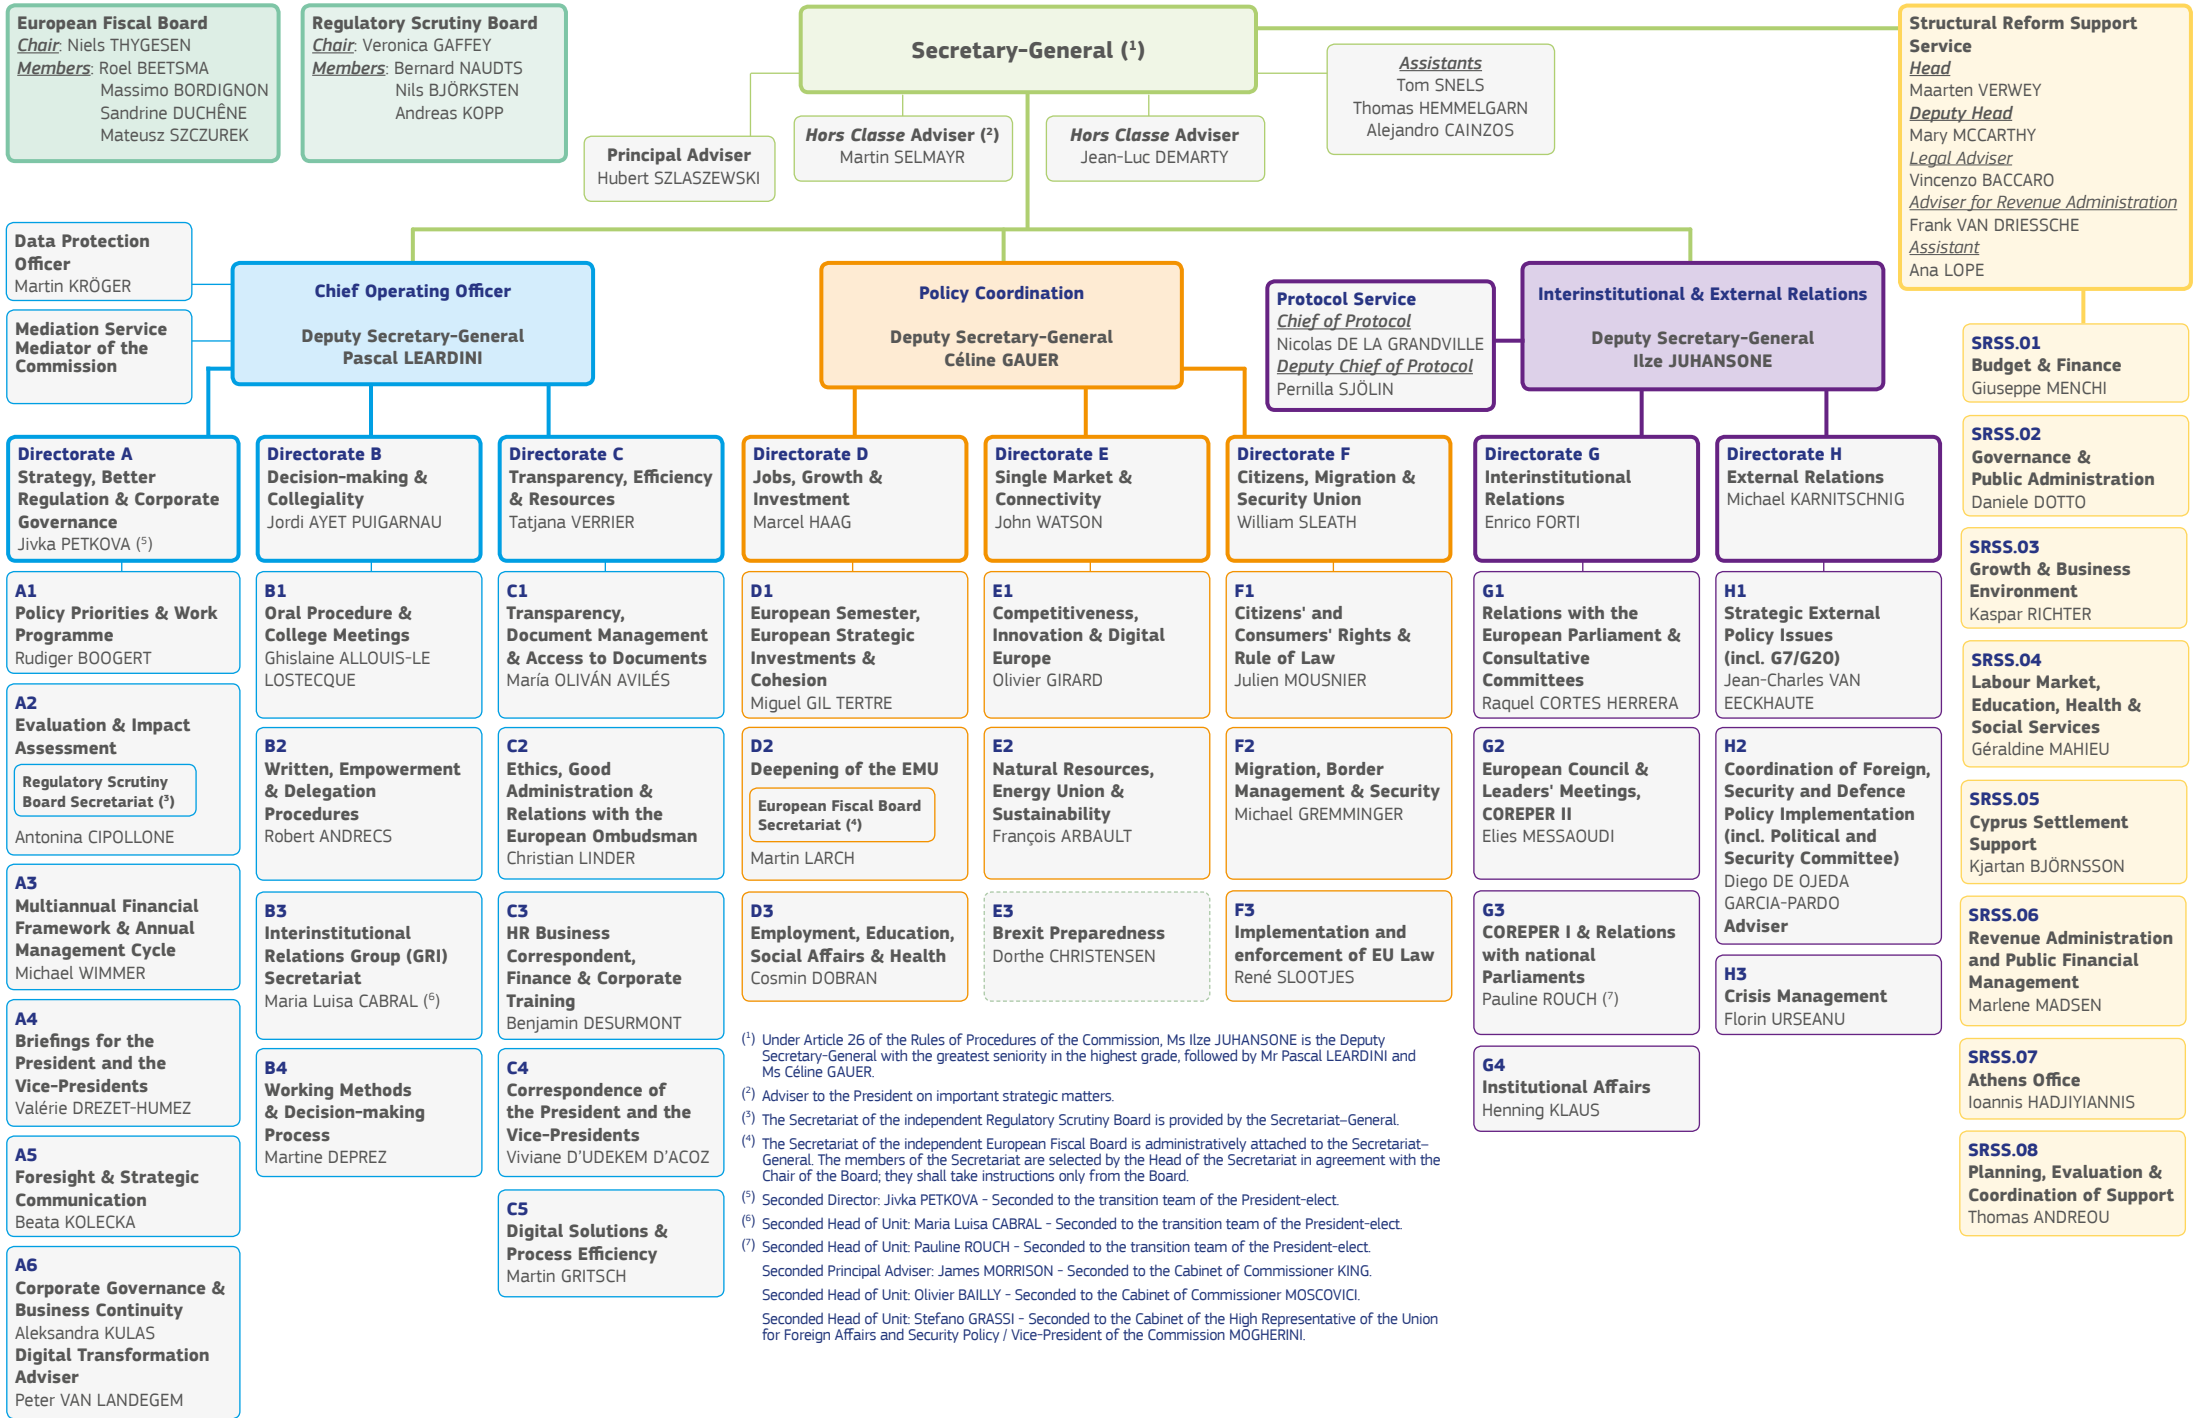 European Fiscal Board
Chair: Niels THYGESEN
Members: Roel BEETSMA
Massimo BORDIGNON
Sandrine DUCHÊNE
Mateusz SZCZUREK
Regulatory Scrutiny Board
Chair: Veronica GAFFEY
Members: Bernard NAUDTS
Nils BJÖRKSTEN
Andreas KOPP
Secretary-General (¹)
Principal Adviser
Hubert SZLASZEWSKI
Hors Classe Adviser (²)
Martin SELMAYR
Hors Classe Adviser
Jean-Luc DEMARTY
Assistants
Tom SNELS
Thomas HEMMELGARN
Alejandro CAINZOS
Structural Reform Support
Service
Head
Maarten VERWEY
Deputy Head
Mary MCCARTHY
Legal Adviser
Vincenzo BACCARO
Adviser for Revenue Administration
Frank VAN DRIESSCHE
Assistant
Ana LOPE
Data Protection
Officer
Martin KRÖGER
Mediation Service
Mediator of the
Commission
Chief Operating Officer
Deputy Secretary-General
Pascal LEARDINI
Policy Coordination
Deputy Secretary-General
Céline GAUER
Protocol Service
Chief of Protocol
Nicolas DE LA GRANDVILLE
Deputy Chief of Protocol
Pernilla SJÖLIN
Interinstitutional & External Relations
Deputy Secretary-General
Ilze JUHANSONE
Directorate A
Strategy, Better
Regulation & Corporate
Governance
Jivka PETKOVA (⁵)
A1
Policy Priorities & Work
Programme
Rudiger BOOGERT
A2
Evaluation & Impact
Assessment
Regulatory Scrutiny
Board Secretariat (³)
Antonina CIPOLLONE
A3
Multiannual Financial
Framework & Annual
Management Cycle
Michael WIMMER
A4
Briefings for the
President and the
Vice-Presidents
Valérie DREZET-HUMEZ
A5
Foresight & Strategic
Communication
Beata KOLECKA
A6
Corporate Governance &
Business Continuity
Aleksandra KULAS
Digital Transformation
Adviser
Peter VAN LANDEGEM
Directorate B
Decision-making &
Collegiality
Jordi AYET PUIGARNAU
B1
Oral Procedure &
College Meetings
Ghislaine ALLOUIS-LE
LOSTECQUE
B2
Written, Empowerment
& Delegation
Procedures
Robert ANDRECS
B3
Interinstitutional
Relations Group (GRI)
Secretariat
Maria Luisa CABRAL (⁶)
B4
Working Methods
& Decision-making
Process
Martine DEPREZ
Directorate C
Transparency, Efficiency
& Resources
Tatjana VERRIER
C1
Transparency,
Document Management
& Access to Documents
María OLIVÁN AVILÉS
C2
Ethics, Good
Administration &
Relations with the
European Ombudsman
Christian LINDER
C3
HR Business
Correspondent,
Finance & Corporate
Training
Benjamin DESURMONT
C4
Correspondence of
the President and the
Vice-Presidents
Viviane D'UDEKEM D'ACOZ
C5
Digital Solutions &
Process Efficiency
Martin GRITSCH
Directorate D
Jobs, Growth &
Investment
Marcel HAAG
D1
European Semester,
European Strategic
Investments &
Cohesion
Miguel GIL TERTRE
D2
Deepening of the EMU
European Fiscal Board
Secretariat (⁴)
Martin LARCH
D3
Employment, Education,
Social Affairs & Health
Cosmin DOBRAN
Directorate E
Single Market &
Connectivity
John WATSON
E1
Competitiveness,
Innovation & Digital
Europe
Olivier GIRARD
E2
Natural Resources,
Energy Union &
Sustainability
François ARBAULT
E3
Brexit Preparedness
Dorthe CHRISTENSEN
Directorate F
Citizens, Migration &
Security Union
William SLEATH
F1
Citizens' and
Consumers' Rights &
Rule of Law
Julien MOUSNIER
F2
Migration, Border
Management & Security
Michael GREMMINGER
F3
Implementation and
enforcement of EU Law
René SLOOTJES
Directorate G
Interinstitutional
Relations
Enrico FORTI
G1
Relations with the
European Parliament &
Consultative
Committees
Raquel CORTES HERRERA
G2
European Council &
Leaders' Meetings,
COREPER II
Elies MESSAOUDI
G3
COREPER I & Relations
with national
Parliaments
Pauline ROUCH (⁷)
G4
Institutional Affairs
Henning KLAUS
Directorate H
External Relations
Michael KARNITSCHNIG
H1
Strategic External
Policy Issues
(incl. G7/G20)
Jean-Charles VAN
EECKHAUTE
H2
Coordination of Foreign,
Security and Defence
Policy Implementation
(incl. Political and
Security Committee)
Diego DE OJEDA
GARCIA-PARDO
Adviser
H3
Crisis Management
Florin URSEANU
SRSS.01
Budget & Finance
Giuseppe MENCHI
SRSS.02
Governance &
Public Administration
Daniele DOTTO
SRSS.03
Growth & Business
Environment
Kaspar RICHTER
SRSS.04
Labour Market,
Education, Health &
Social Services
Géraldine MAHIEU
SRSS.05
Cyprus Settlement
Support
Kjartan BJÖRNSSON
SRSS.06
Revenue Administration
and Public Financial
Management
Marlene MADSEN
SRSS.07
Athens Office
Ioannis HADJIYIANNIS
SRSS.08
Planning, Evaluation &
Coordination of Support
Thomas ANDREOU
(¹) Under Article 26 of the Rules of Procedures of the Commission, Ms Ilze JUHANSONE is the Deputy
Secretary-General with the greatest seniority in the highest grade, followed by Mr Pascal LEARDINI and
Ms Céline GAUER.
(²) Adviser to the President on important strategic matters.
(³) The Secretariat of the independent Regulatory Scrutiny Board is provided by the Secretariat–General.
(⁴) The Secretariat of the independent European Fiscal Board is administratively attached to the Secretariat–
General. The members of the Secretariat are selected by the Head of the Secretariat in agreement with the
Chair of the Board; they shall take instructions only from the Board.
(⁵) Seconded Director: Jivka PETKOVA - Seconded to the transition team of the President-elect.
(⁶) Seconded Head of Unit: Maria Luisa CABRAL - Seconded to the transition team of the President-elect.
(⁷) Seconded Head of Unit: Pauline ROUCH - Seconded to the transition team of the President-elect.
Seconded Principal Adviser: James MORRISON - Seconded to the Cabinet of Commissioner KING.
Seconded Head of Unit: Olivier BAILLY - Seconded to the Cabinet of Commissioner MOSCOVICI.
Seconded Head of Unit: Stefano GRASSI - Seconded to the Cabinet of the High Representative of the Union
for Foreign Affairs and Security Policy / Vice-President of the Commission MOGHERINI.